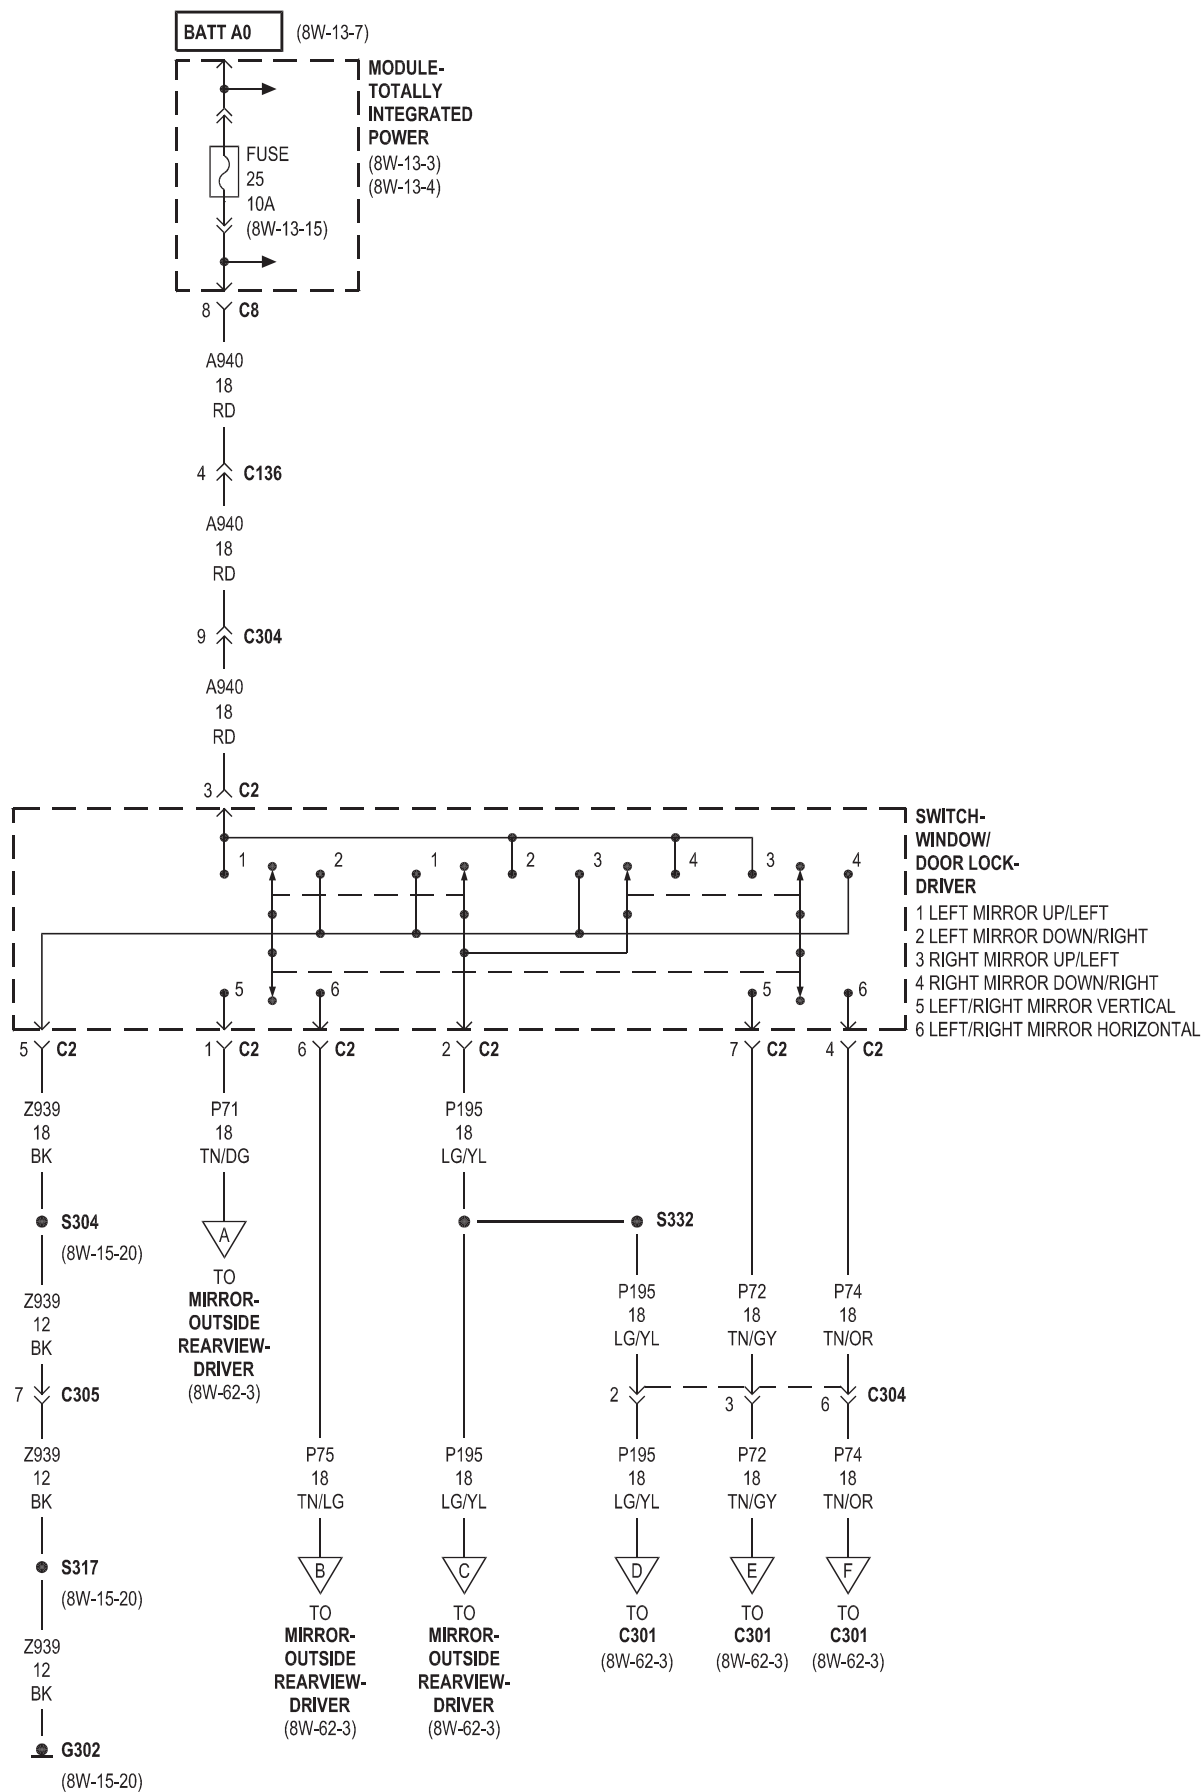 BATT A0 (8W-13-7)
MODULE-
TOTALLY
INTEGRATED
POWER
(8W-13-3)
(8W-13-4)
FUSE
25
10A
(8W-13-15)
8 C8
A940
18
RD
4 C136
A940
18
RD
9 C304
A940
18
RD
3 C2
SWITCH-
WINDOW/
DOOR LOCK-
DRIVER
1 LEFT MIRROR UP/LEFT
2 LEFT MIRROR DOWN/RIGHT
3 RIGHT MIRROR UP/LEFT
4 RIGHT MIRROR DOWN/RIGHT
5 LEFT/RIGHT MIRROR VERTICAL
6 LEFT/RIGHT MIRROR HORIZONTAL
1 2 1 2 3 4 3 4
5 6 5 6
5 C2 1 C2 6 C2 2 C2 7 C2 4 C2
Z939 P71 P195
18 18 18
BK TN/DG LG/YL
S304
(8W-15-20)
A
TO
MIRROR-
OUTSIDE
REARVIEW-
DRIVER
(8W-62-3)
S332
Z939
12
BK
P195 P72 P74
18 18 18
LG/YL TN/GY TN/OR
7 C305
2 3 6 C304
Z939 P75 P195 P195 P72 P74
12 18 18 18 18 18
BK TN/LG LG/YL LG/YL TN/GY TN/OR
S317
(8W-15-20)
B
TO
MIRROR-
OUTSIDE
REARVIEW-
DRIVER
(8W-62-3)
C
TO
MIRROR-
OUTSIDE
REARVIEW-
DRIVER
(8W-62-3)
D
TO
C301
(8W-62-3)
E
TO
C301
(8W-62-3)
F
TO
C301
(8W-62-3)
Z939
12
BK
G302
(8W-15-20)